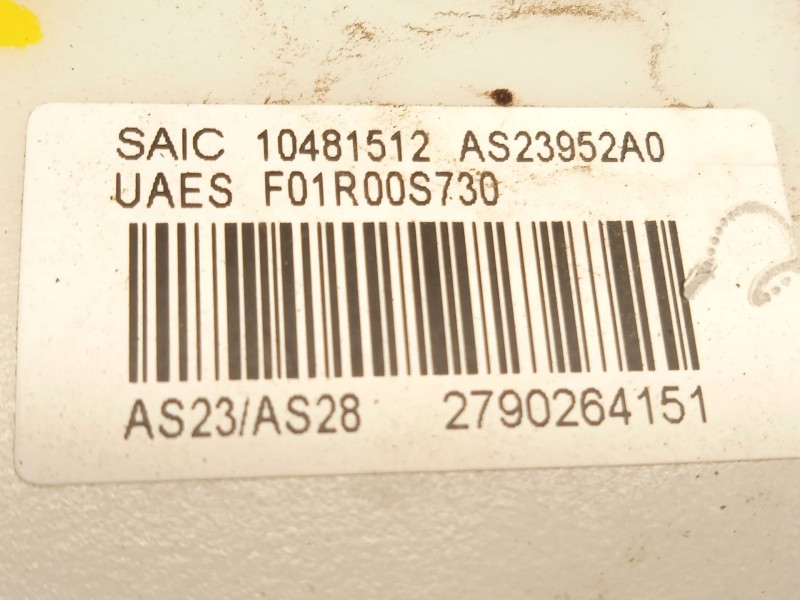 SAIC 10481512 AS23952A0
UAES F01R00S730
AS23/AS28 2790264151